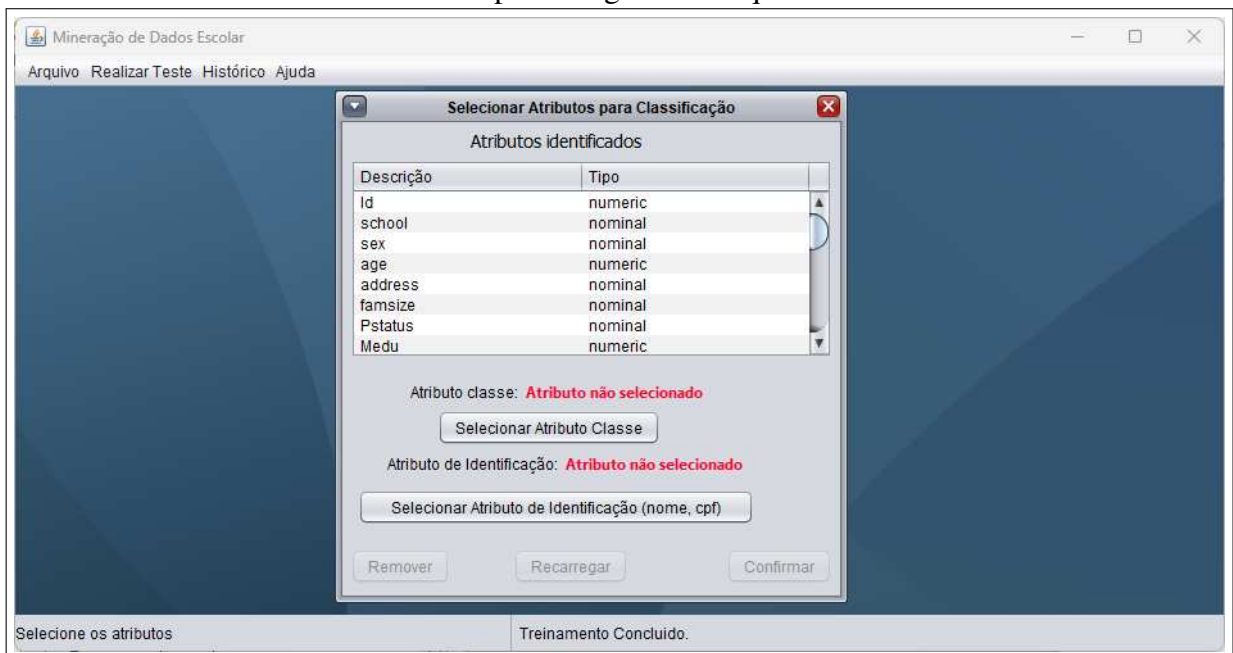 Mineração de Dados Escolar
Arquivo Realizar Teste Histórico Ajuda
Selecionar Atributos para Classificação
Atributos identificados
Descrição Tipo
Id numeric
school nominal
sex nominal
age numeric
address nominal
famsize nominal
Pstatus nominal
Medu numeric
Atributo classe: Atributo não selecionado
Selecionar Atributo Classe
Atributo de Identificação: Atributo não selecionado
Selecionar Atributo de Identificação (nome, cpf)
Remover Recarregar Confirmar
Selecione os atributos Treinamento Concluido.